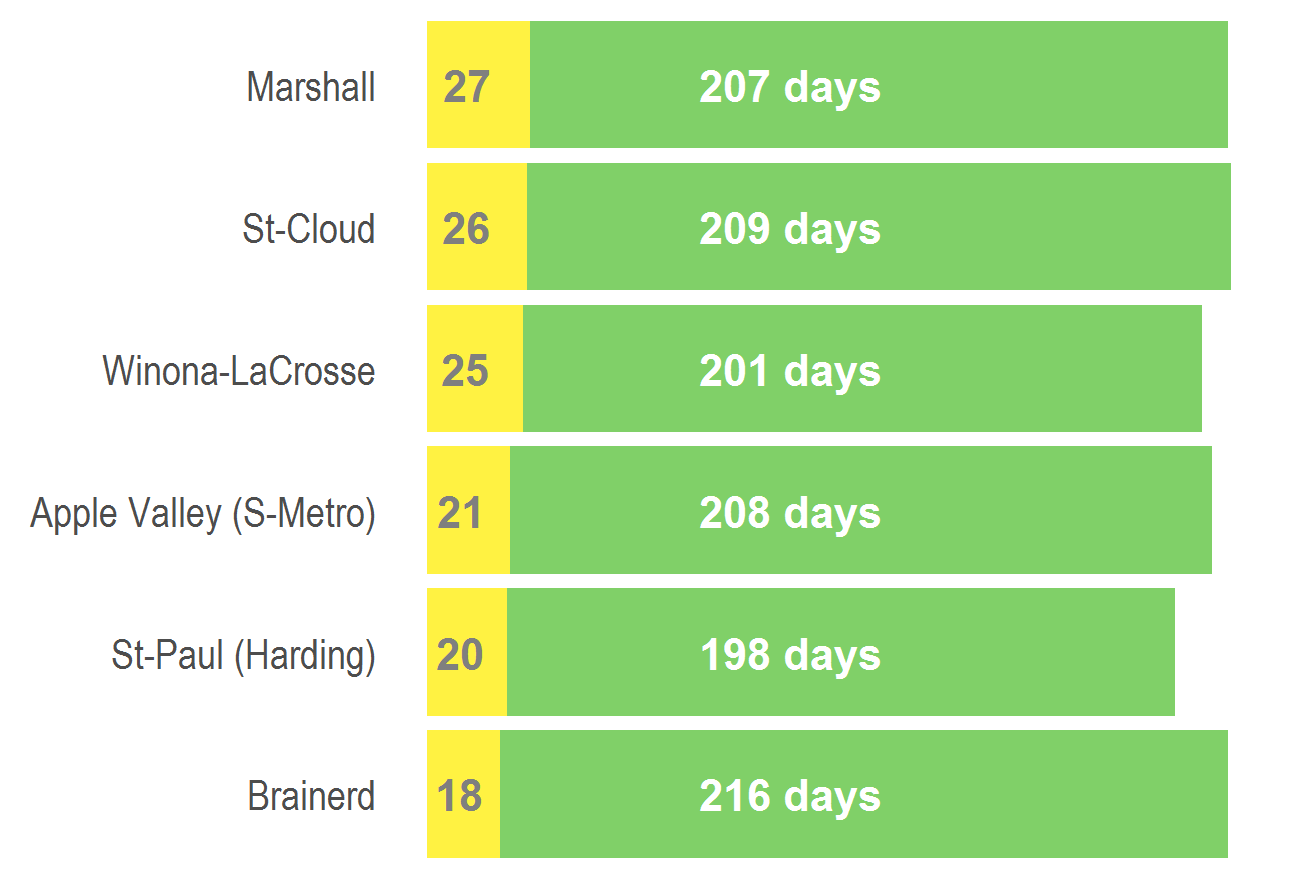 Marshall 27 207 days
St-Cloud 26 209 days
Winona-LaCrosse 25 201 days
Apple Valley (S-Metro) 21 208 days
St-Paul (Harding) 20 198 days
Brainerd 18 216 days